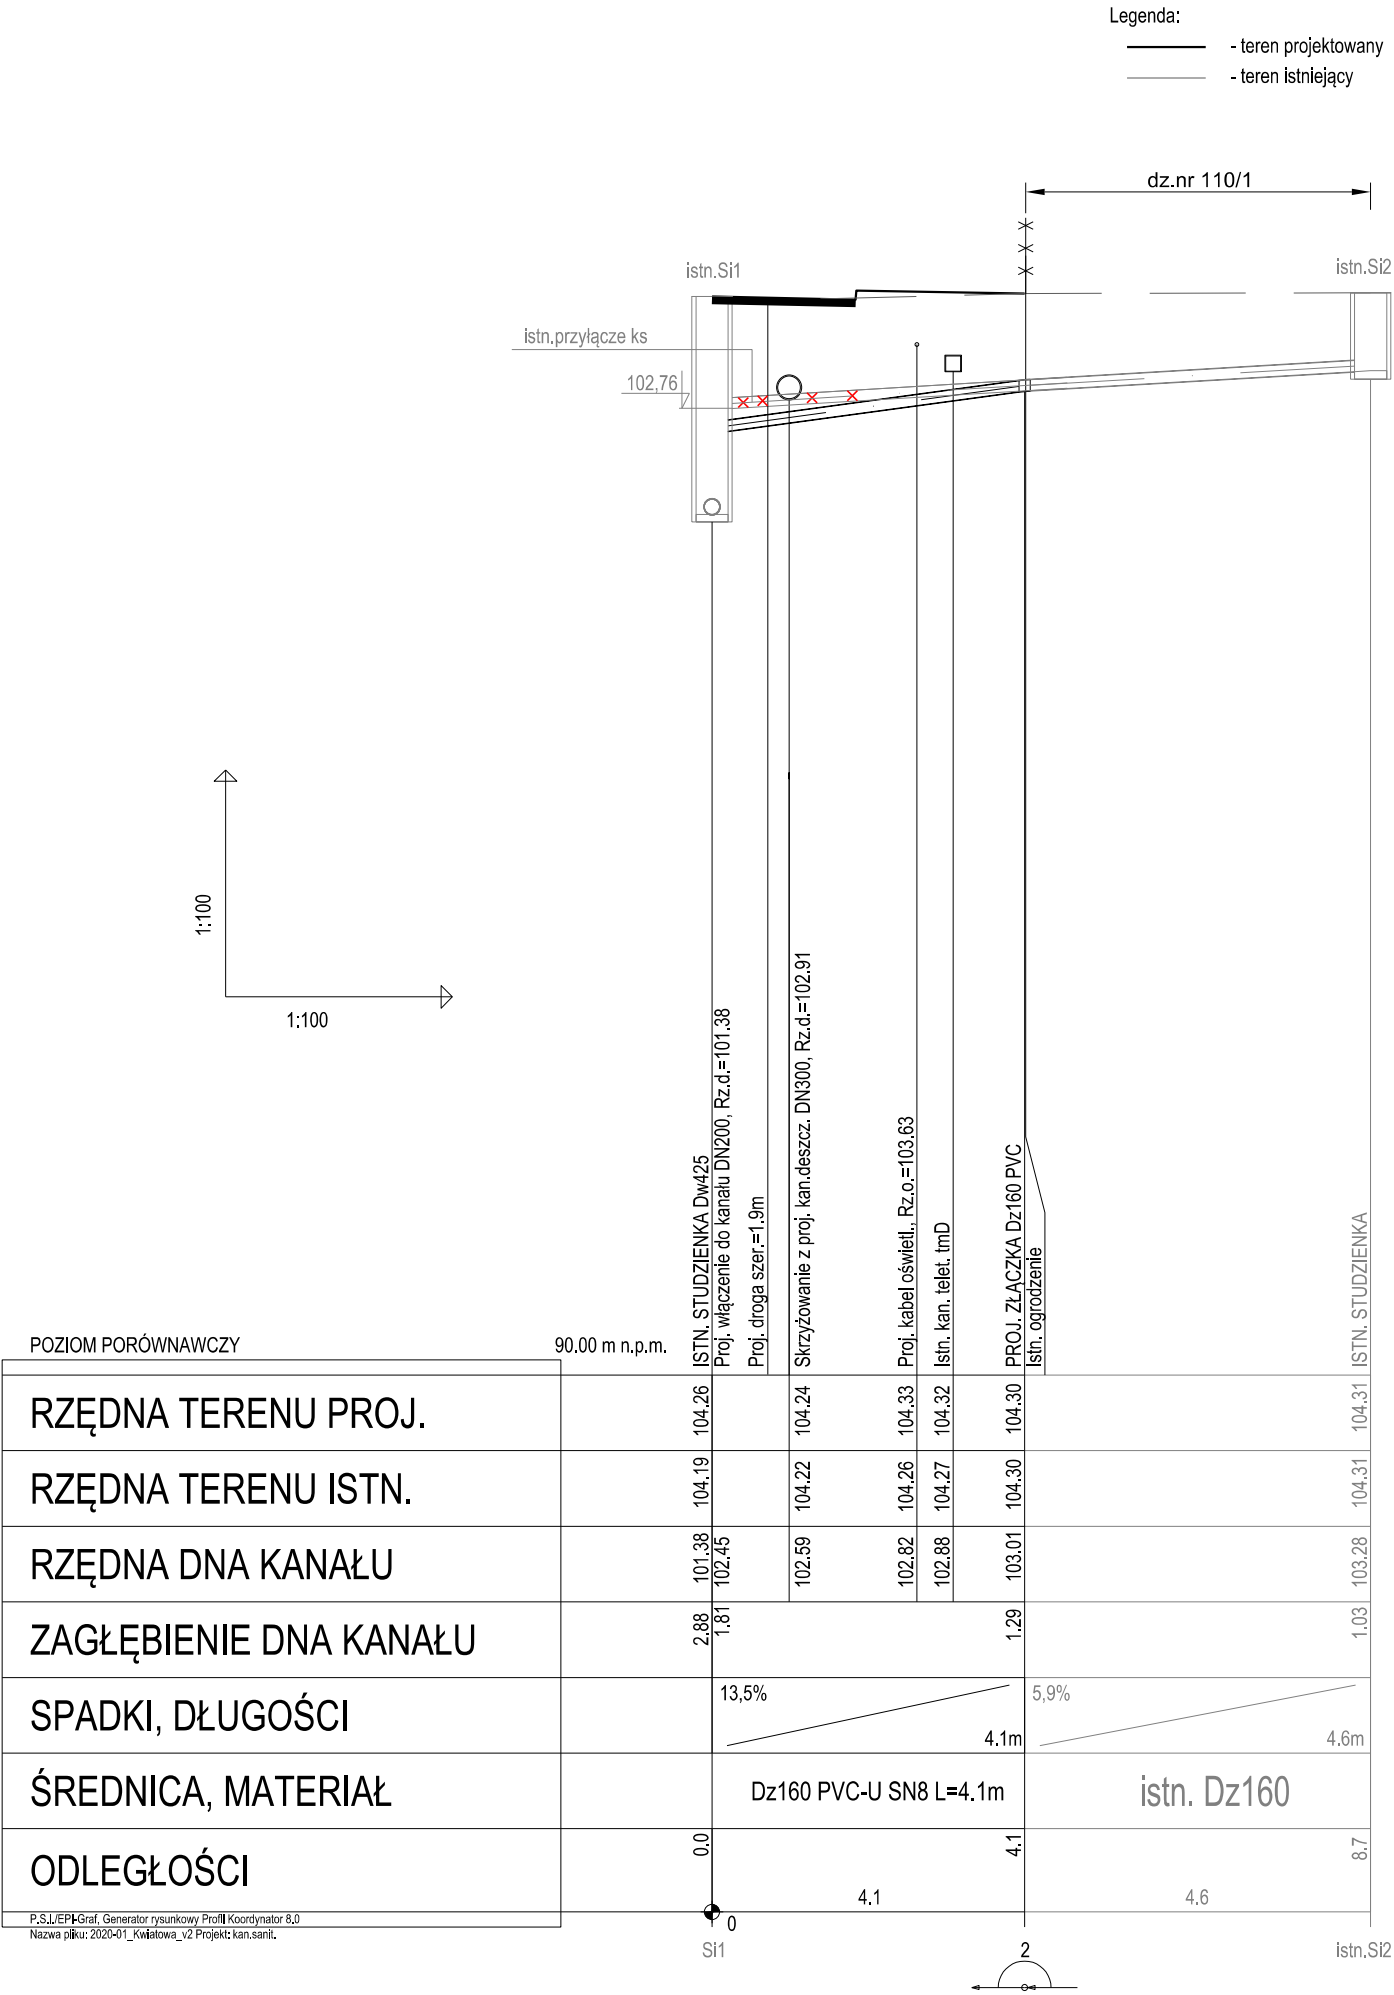 Legenda:
- teren projektowany
- teren istniejący
dz.nr 110/1
istn.Si1
istn.Si2
istn.przyłącze ks
102,76
1:100
1:100
ISTN. STUDZIENKA Dw425
Proj. włączenie do kanału DN200, Rz.d.=101.38
Proj. droga szer.=1.9m
Skrzyżowanie z proj. kan.deszcz. DN300, Rz.d.=102.91
Proj. kabel oświetl., Rz.o.=103.63
Istn. kan. telet. tmD
PROJ. ZŁĄCZKA Dz160 PVC
Istn. ogrodzenie
ISTN. STUDZIENKA
POZIOM PORÓWNAWCZY 90.00 m n.p.m.
RZĘDNA TERENU PROJ. 104.26 104.24 104.33 104.32 104.30 104.31
RZĘDNA TERENU ISTN. 104.19 104.22 104.26 104.27 104.30 104.31
RZĘDNA DNA KANAŁU 101.38 102.45 102.59 102.82 102.88 103.01 103.28
ZAGŁĘBIENIE DNA KANAŁU 2.88 1.81 1.29 1.03
SPADKI, DŁUGOŚCI 13,5% 4.1m 5,9% 4.6m
ŚREDNICA, MATERIAŁ Dz160 PVC-U SN8 L=4.1m istn. Dz160
ODLEGŁOŚCI 0.0 4.1 4.1 4.6 8.7
P.S.I./EPI-Graf, Generator rysunkowy Profil Koordynator 8.0
Nazwa pliku: 2020-01_Kwiatowa_v2 Projekt: kan.sanit.
0
Si1 2 istn.Si2